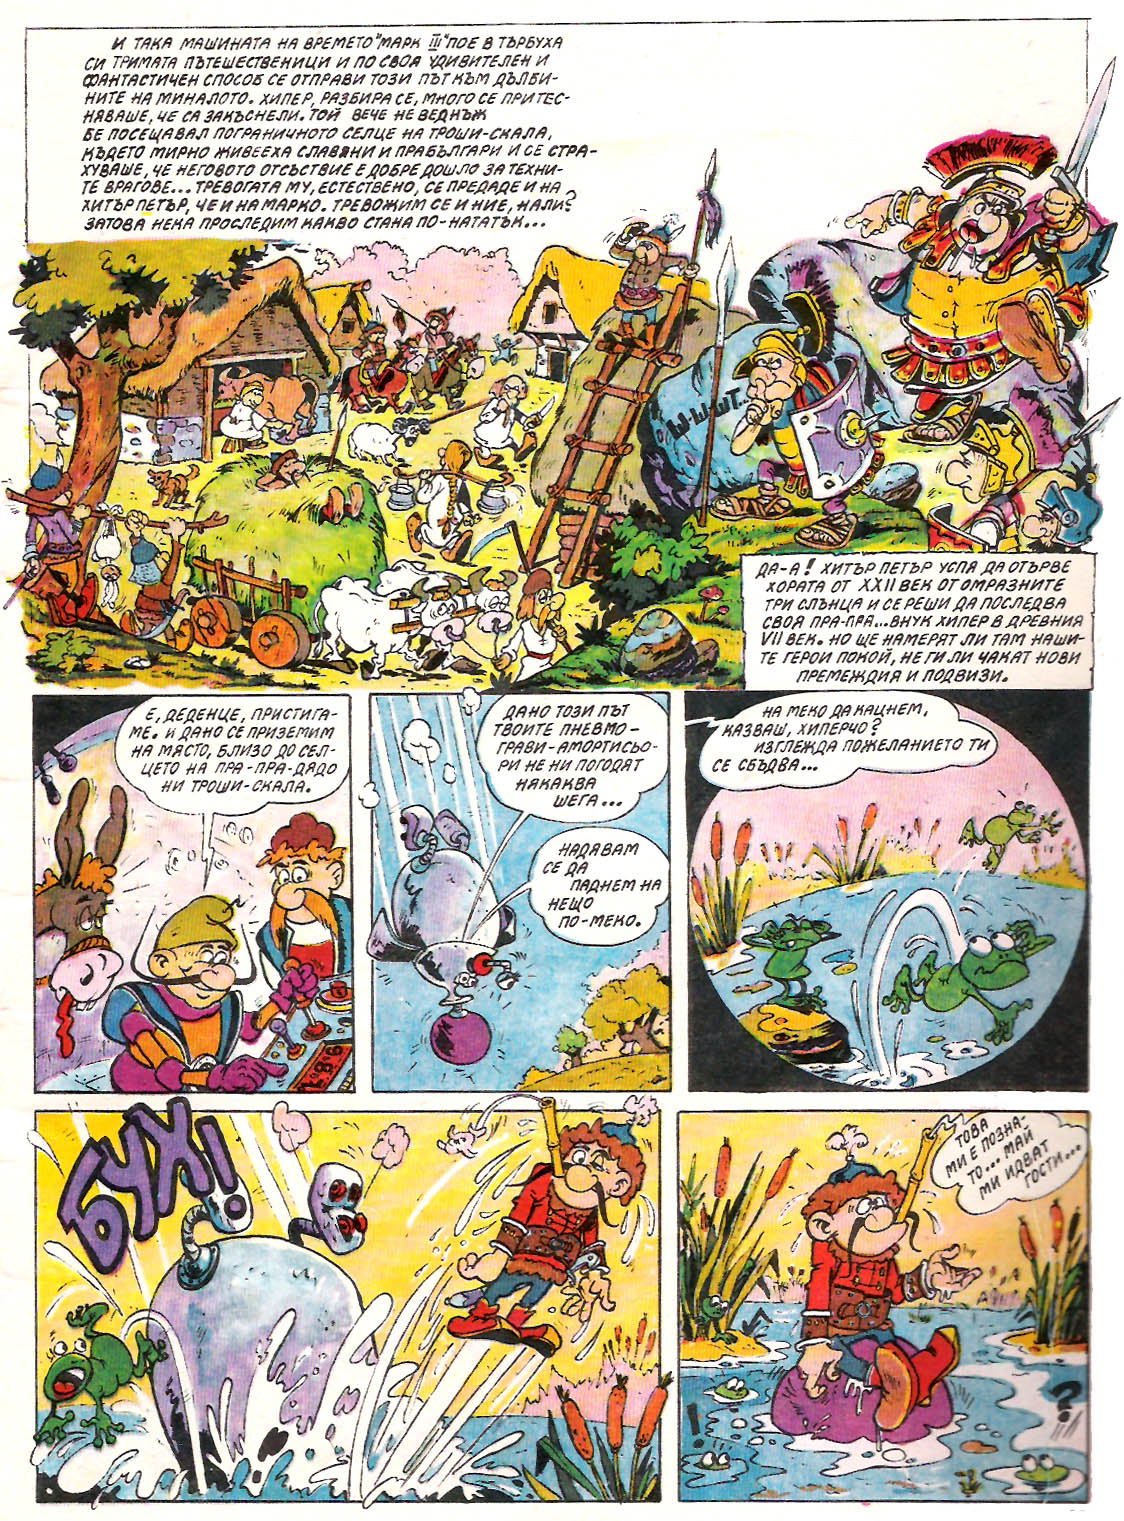 И ТАКА МАШИНАТА НА ВРЕМЕТО "МАРК III" ПОЕ В ТЪРБУХА
СИ ТРИМАТА ПЪТЕШЕСТВЕНИЦИ И ПО СВОЯ УДИВИТЕЛЕН И
ФАНТАСТИЧЕН СПОСОБ СЕ ОТПРАВИ ТОЗИ ПЪТ КЪМ ДЪЛБИ-
НИТЕ НА МИНАЛОТО. ХИПЕР, РАЗБИРА СЕ, МНОГО СЕ ПРИТЕС-
НЯВАШЕ, ЧЕ СА ЗАКЪСНЕЛИ. ТОЙ ВЕЧЕ НЕ ВЕДНЪЖ
БЕ ПОСЕЩАВАЛ ПОГРАНИЧНОТО СЕЛЦЕ НА ТРОШИ-СКАЛА,
КЪДЕТО МИРНО ЖИВЕЕХА СЛАВЯНИ И ПРАБЪЛГАРИ И СЕ СТРА-
ХУВАШЕ, ЧЕ НЕГОВОТО ОТСЪСТВИЕ Е ДОБРЕ ДОШЛО ЗА ТЕХНИ-
ТЕ ВРАГОВЕ... ТРЕВОГАТА МУ, ЕСТЕСТВЕНО, СЕ ПРЕДАДЕ И НА
ХИТЪР ПЕТЪР, ЧЕ И НА МАРКО. ТРЕВОЖИМ СЕ И НИЕ, НАЛИ?
ЗАТОВА НЕКА ПРОСЛЕДИМ КАКВО СТАНА ПО-НАТАТЪК...
Ш-Ш-ШТ.
ДА-А! ХИТЪР ПЕТЪР УСПЯ ДА ОТЪРВЕ
ХОРАТА ОТ XXII ВЕК ОТ ОМРАЗНИТЕ
ТРИ СЛЪНЦА И СЕ РЕШИ ДА ПОСЛЕДВА
СВОЯ ПРА-ПРА...ВНУК ХИПЕР В ДРЕВНИЯ
VII ВЕК. НО ЩЕ НАМЕРЯТ ЛИ ТАМ НАШИ-
ТЕ ГЕРОИ ПОКОЙ, НЕ ГИ ЛИ ЧАКАТ НОВИ
ПРЕМЕЖДИЯ И ПОДВИЗИ.
Е, ДЕДЕНЦЕ, ПРИСТИГА-
МЕ. И ДАНО СЕ ПРИЗЕМИМ
НА МЯСТО, БЛИЗО ДО СЕЛ-
ЦЕТО НА ПРА-ПРА-ДЯДО
НИ ТРОШИ-СКАЛА.
ДАНО ТОЗИ ПЪТ
ТВОИТЕ ПНЕВМО-
ГРАВИ-АМОРТИСЬО-
РИ НЕ НИ ПОГОДЯТ
НЯКАКВА
ШЕГА...
НАДЯВАМ
СЕ ДА
ПАДНЕМ НА
НЕЩО
ПО-МЕКО.
НА МЕКО ДА КАЦНЕМ,
КАЗВАШ, ХИПЕРЧО?
ИЗГЛЕЖДА ПОЖЕЛАНИЕТО ТИ
СЕ СБЪДВА...
БУХ!
ТОВА
МИ Е ПОЗНА-
ТО... МАЙ
МИ ИДВАТ
ГОСТИ...
!
?